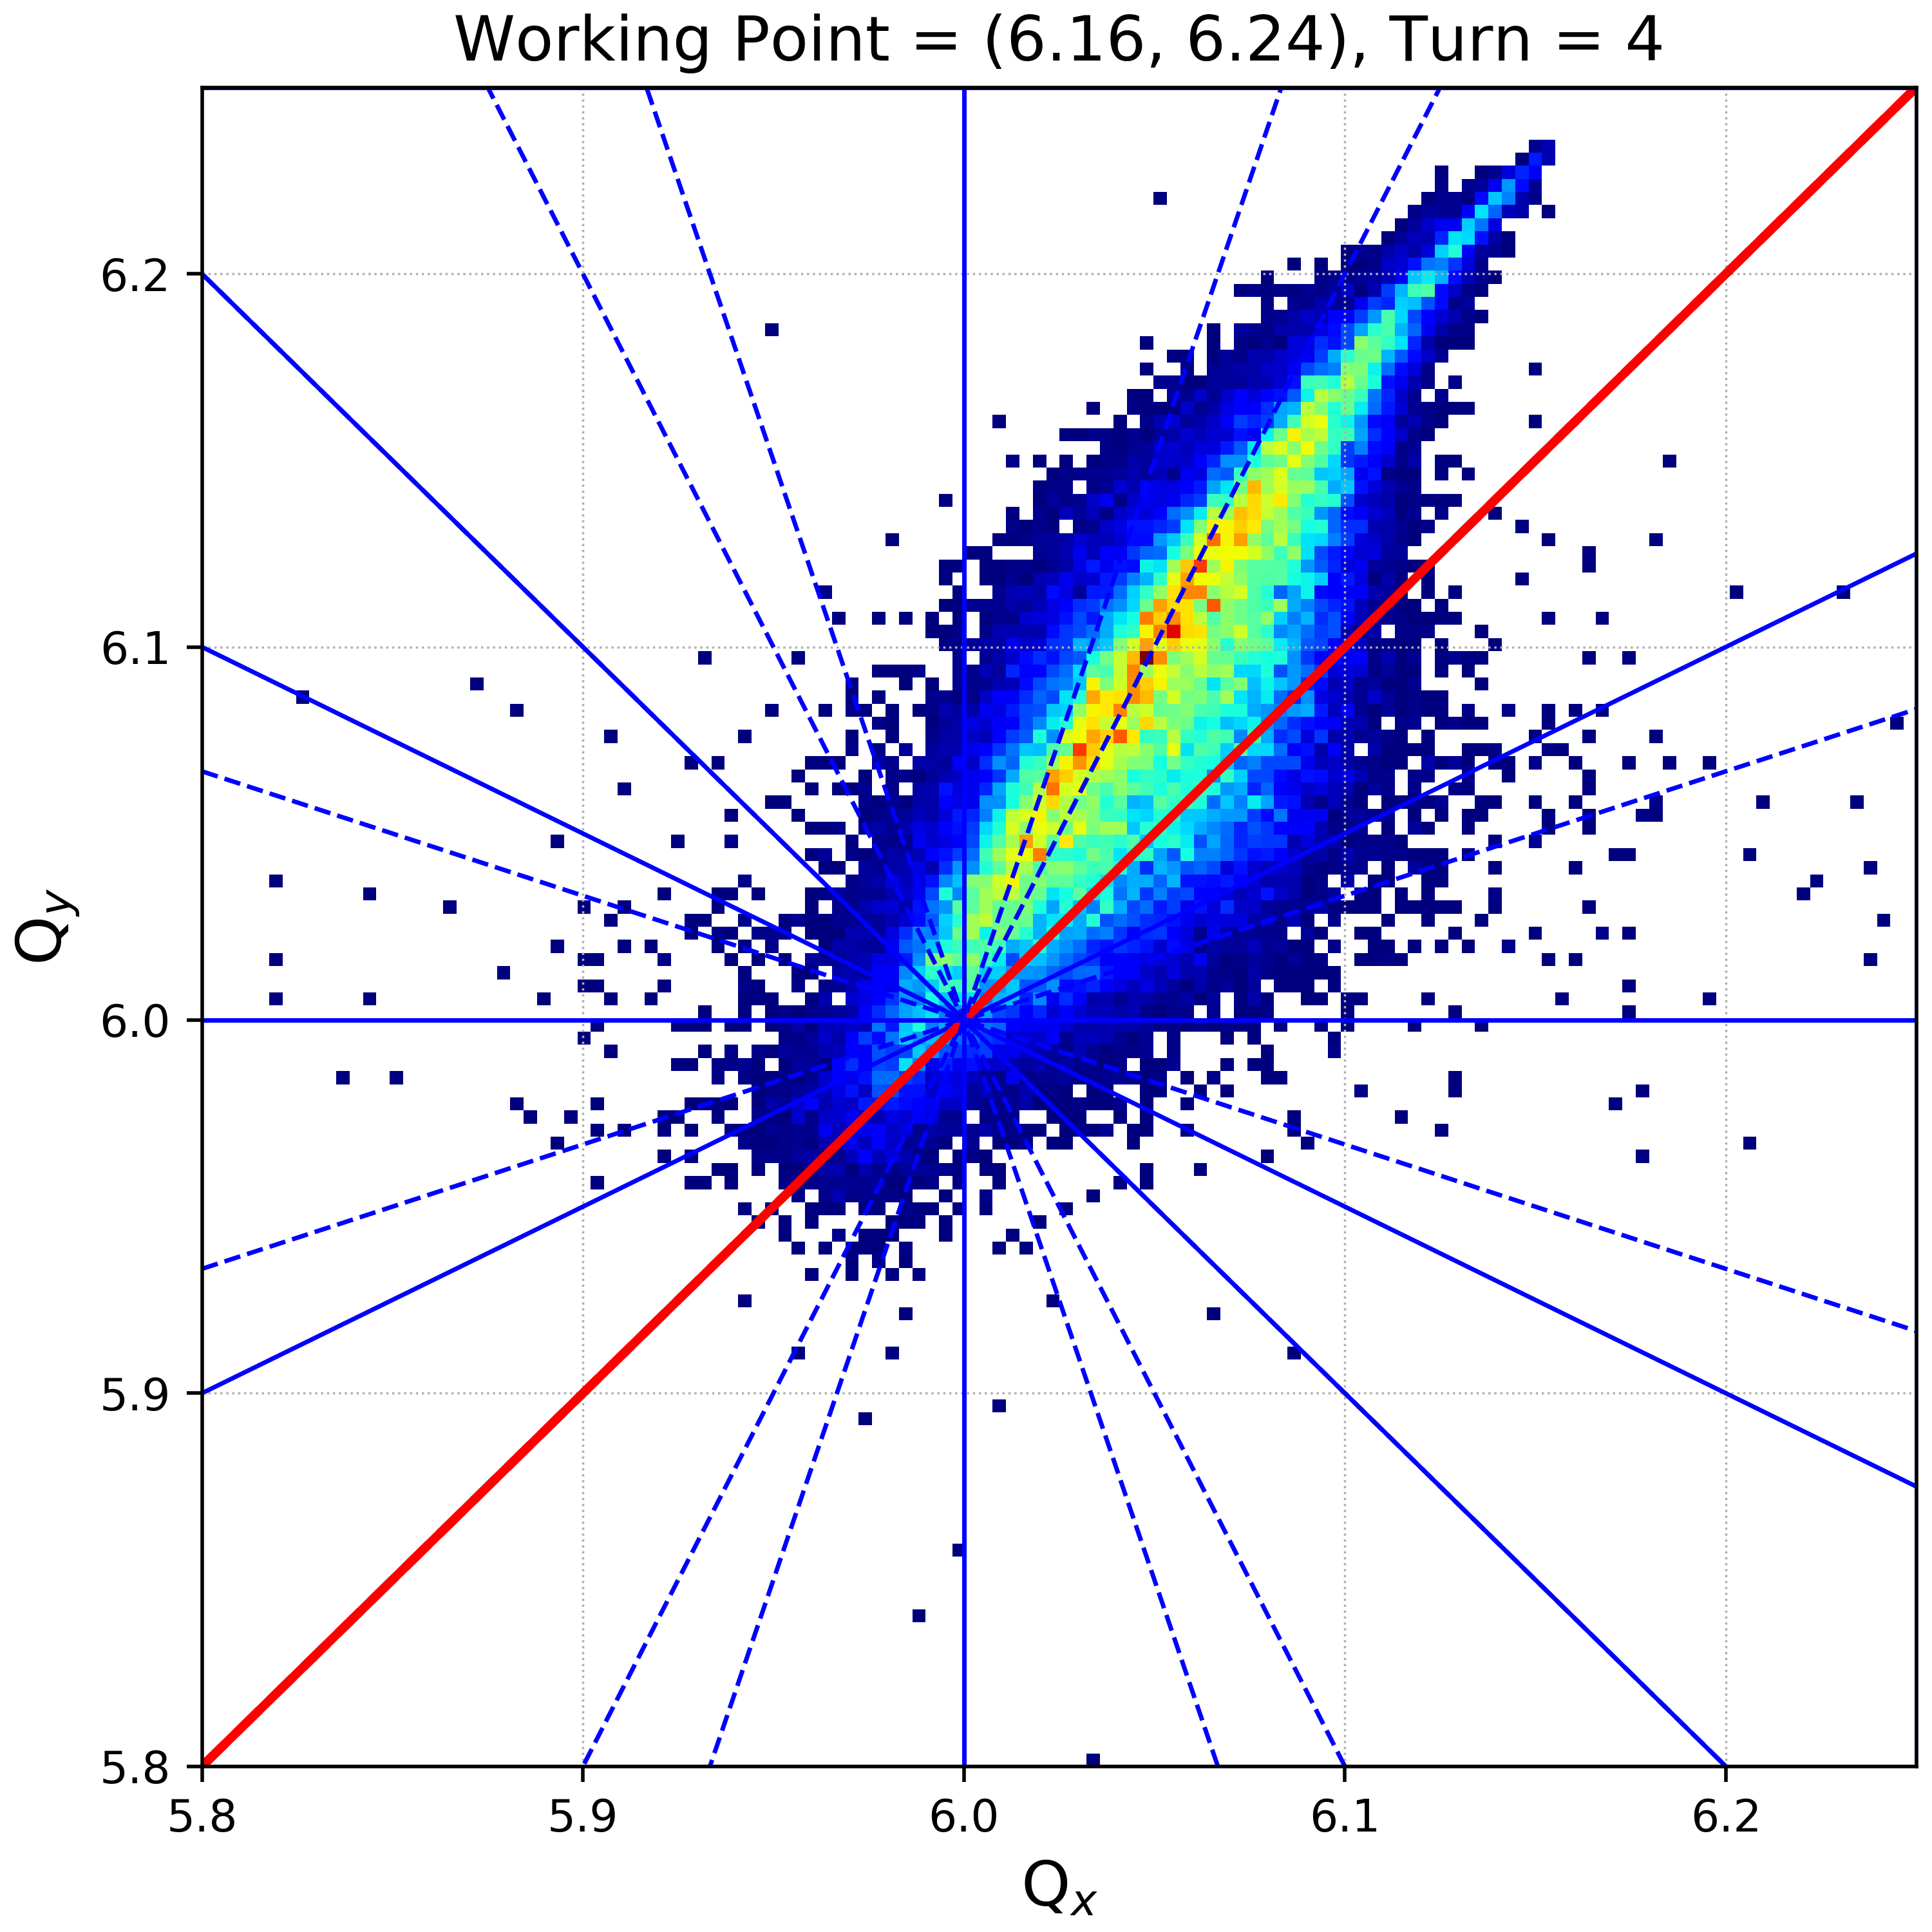 Working Point = (6.16, 6.24), Turn = 4
6.2
6.1
6.0
5.9
5.8
Qy
5.8 5.9 6.0 6.1 6.2
Qx